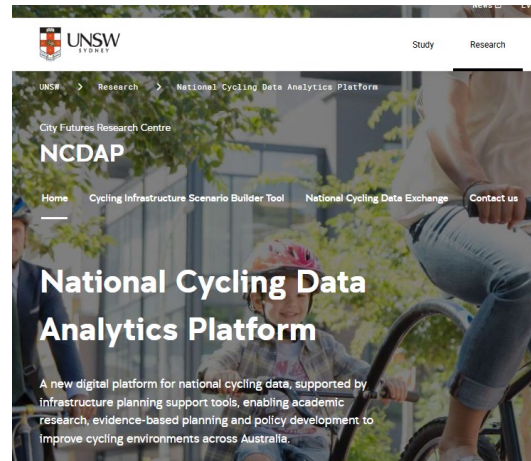 News
UNSW
SYDNEY
Study Research
UNSW > Research > National Cycling Data Analytics Platform
City Futures Research Centre
NCDAP
Home Cycling Infrastructure Scenario Builder Tool National Cycling Data Exchange Contact us
National Cycling Data
Analytics Platform
A new digital platform for national cycling data, supported by
infrastructure planning support tools, enabling academic
research, evidence-based planning and policy development to
improve cycling environments across Australia.